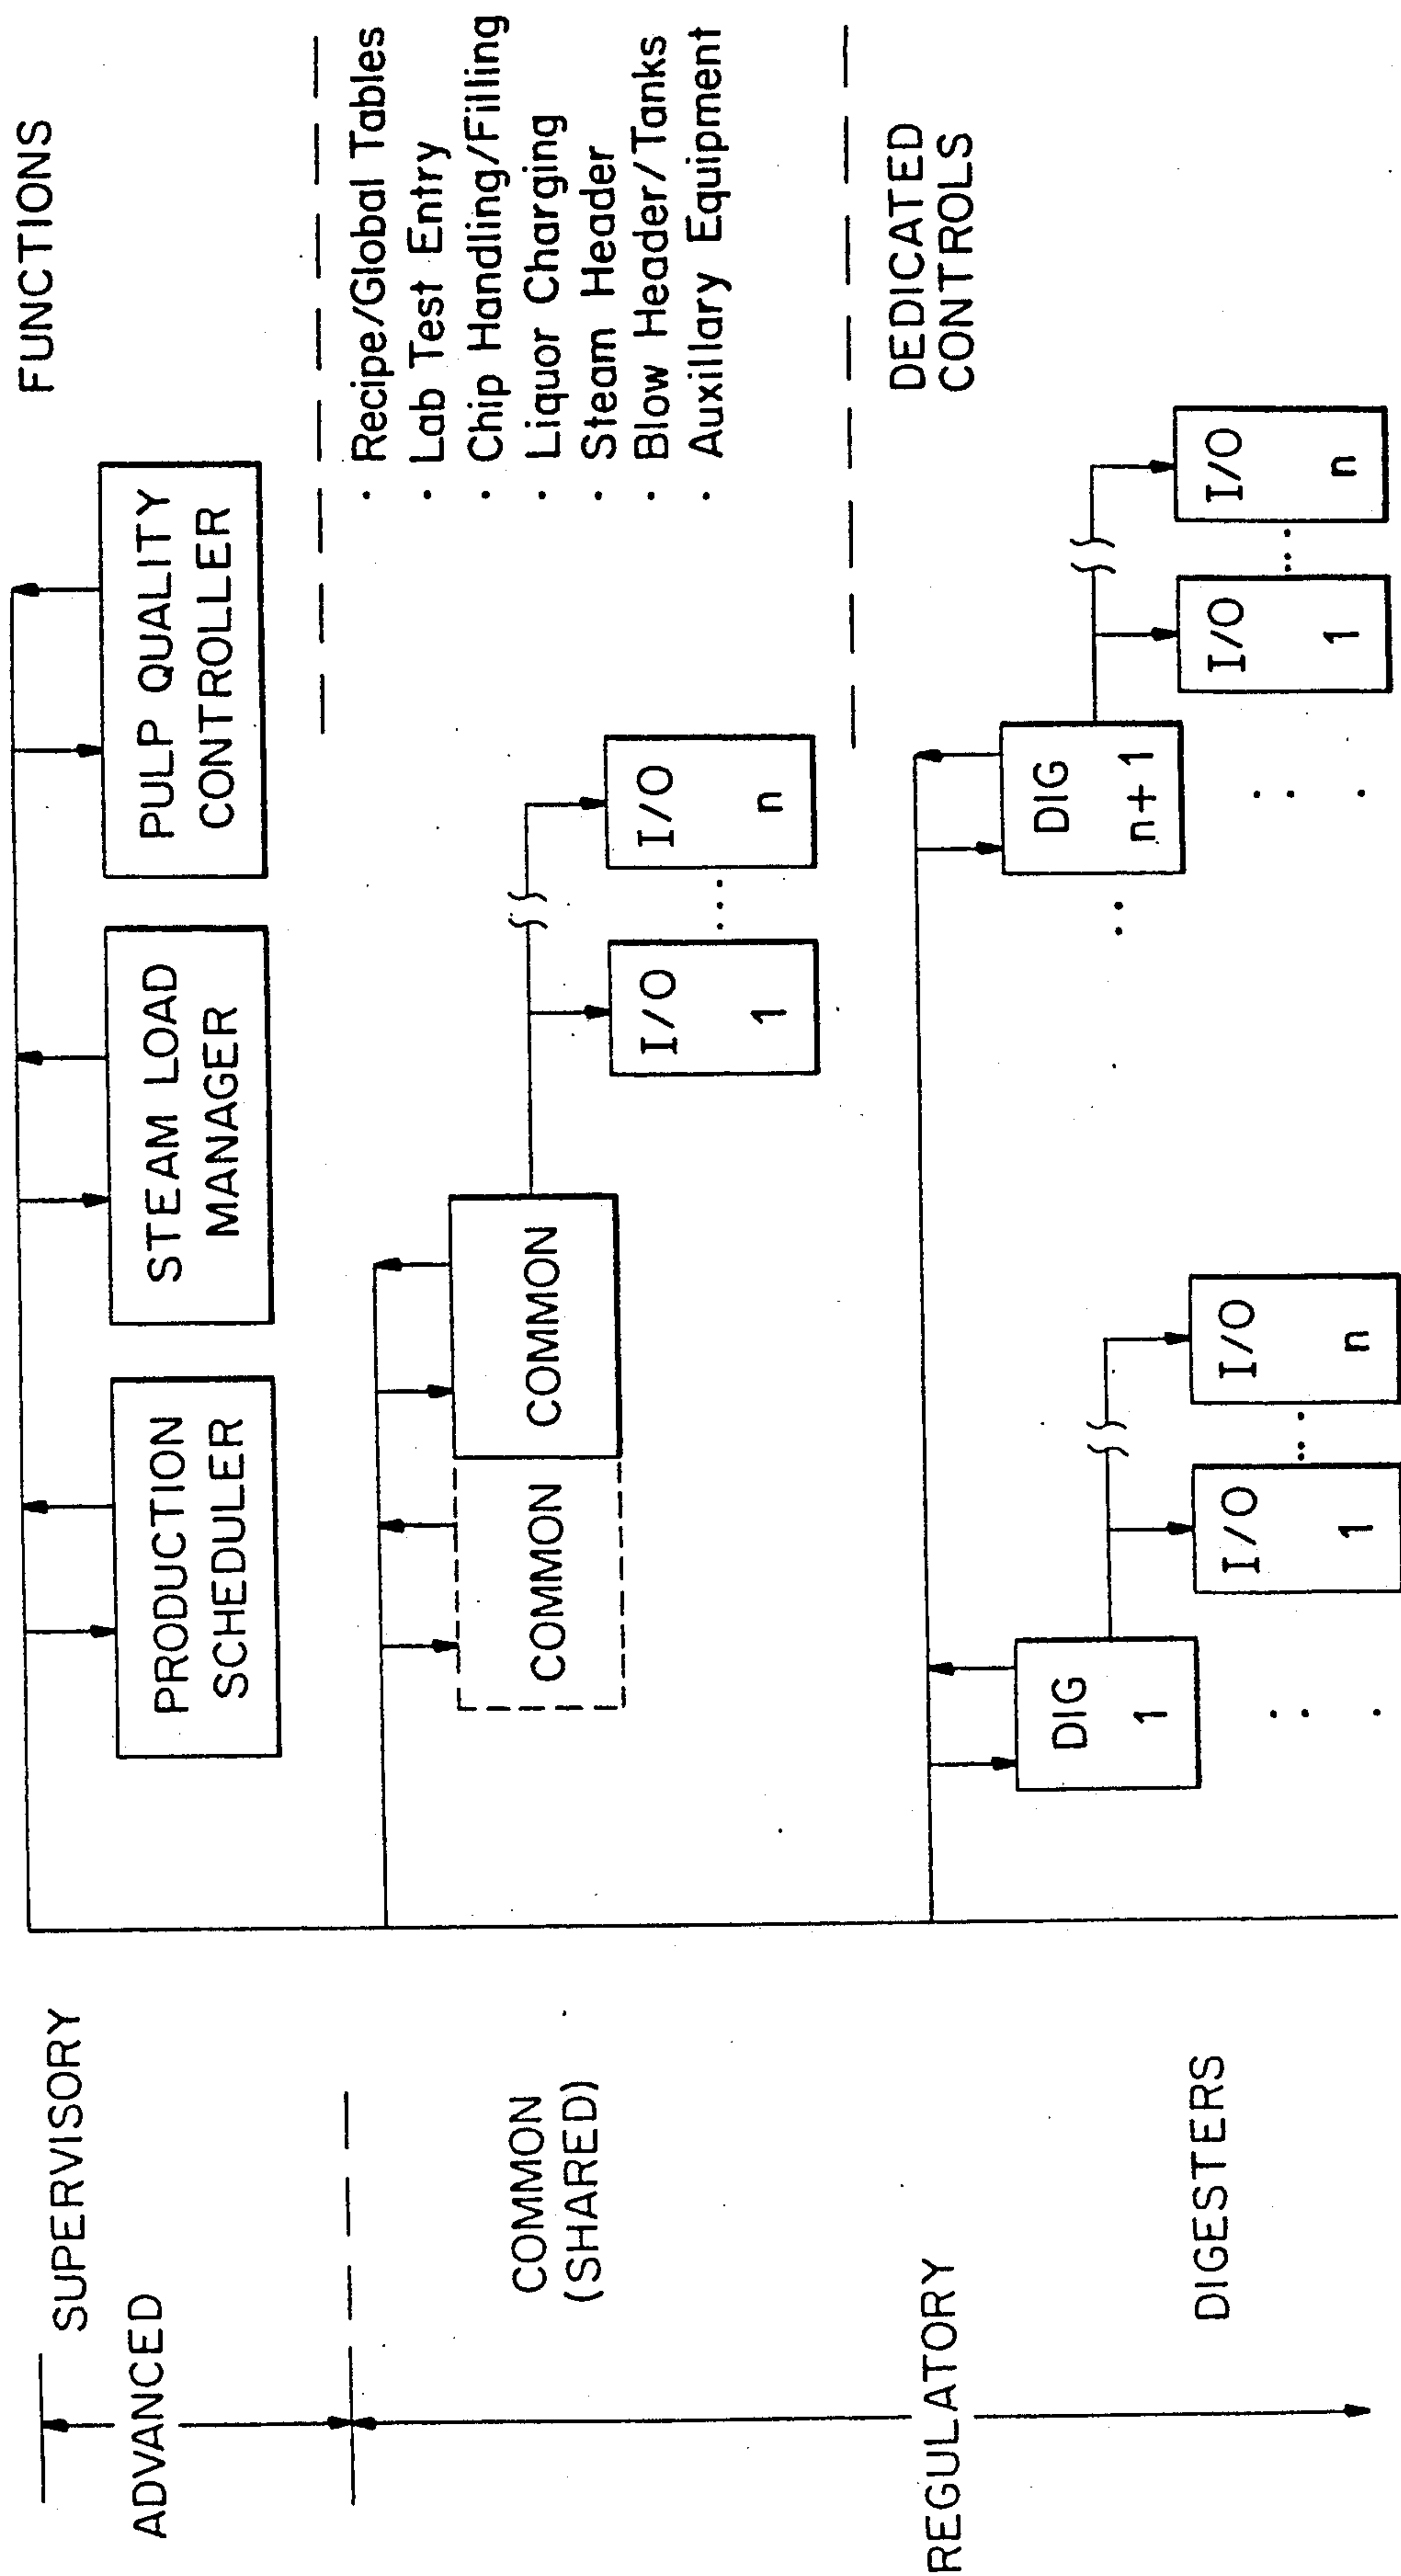 SUPERVISORY
ADVANCED
PRODUCTION
SCHEDULER
STEAM LOAD
MANAGER
PULP QUALITY
CONTROLLER
FUNCTIONS
COMMON
(SHARED)
COMMON
COMMON
I/O
1
...
I/O
n
· Recipe/Global Tables
· Lab Test Entry
· Chip Handling/Filling
· Liquor Charging
· Steam Header
· Blow Header/Tanks
· Auxillary Equipment
REGULATORY
DIGESTERS
DIG
1
I/O
1
...
I/O
n
DIG
n+1
I/O
1
...
I/O
n
DEDICATED
CONTROLS